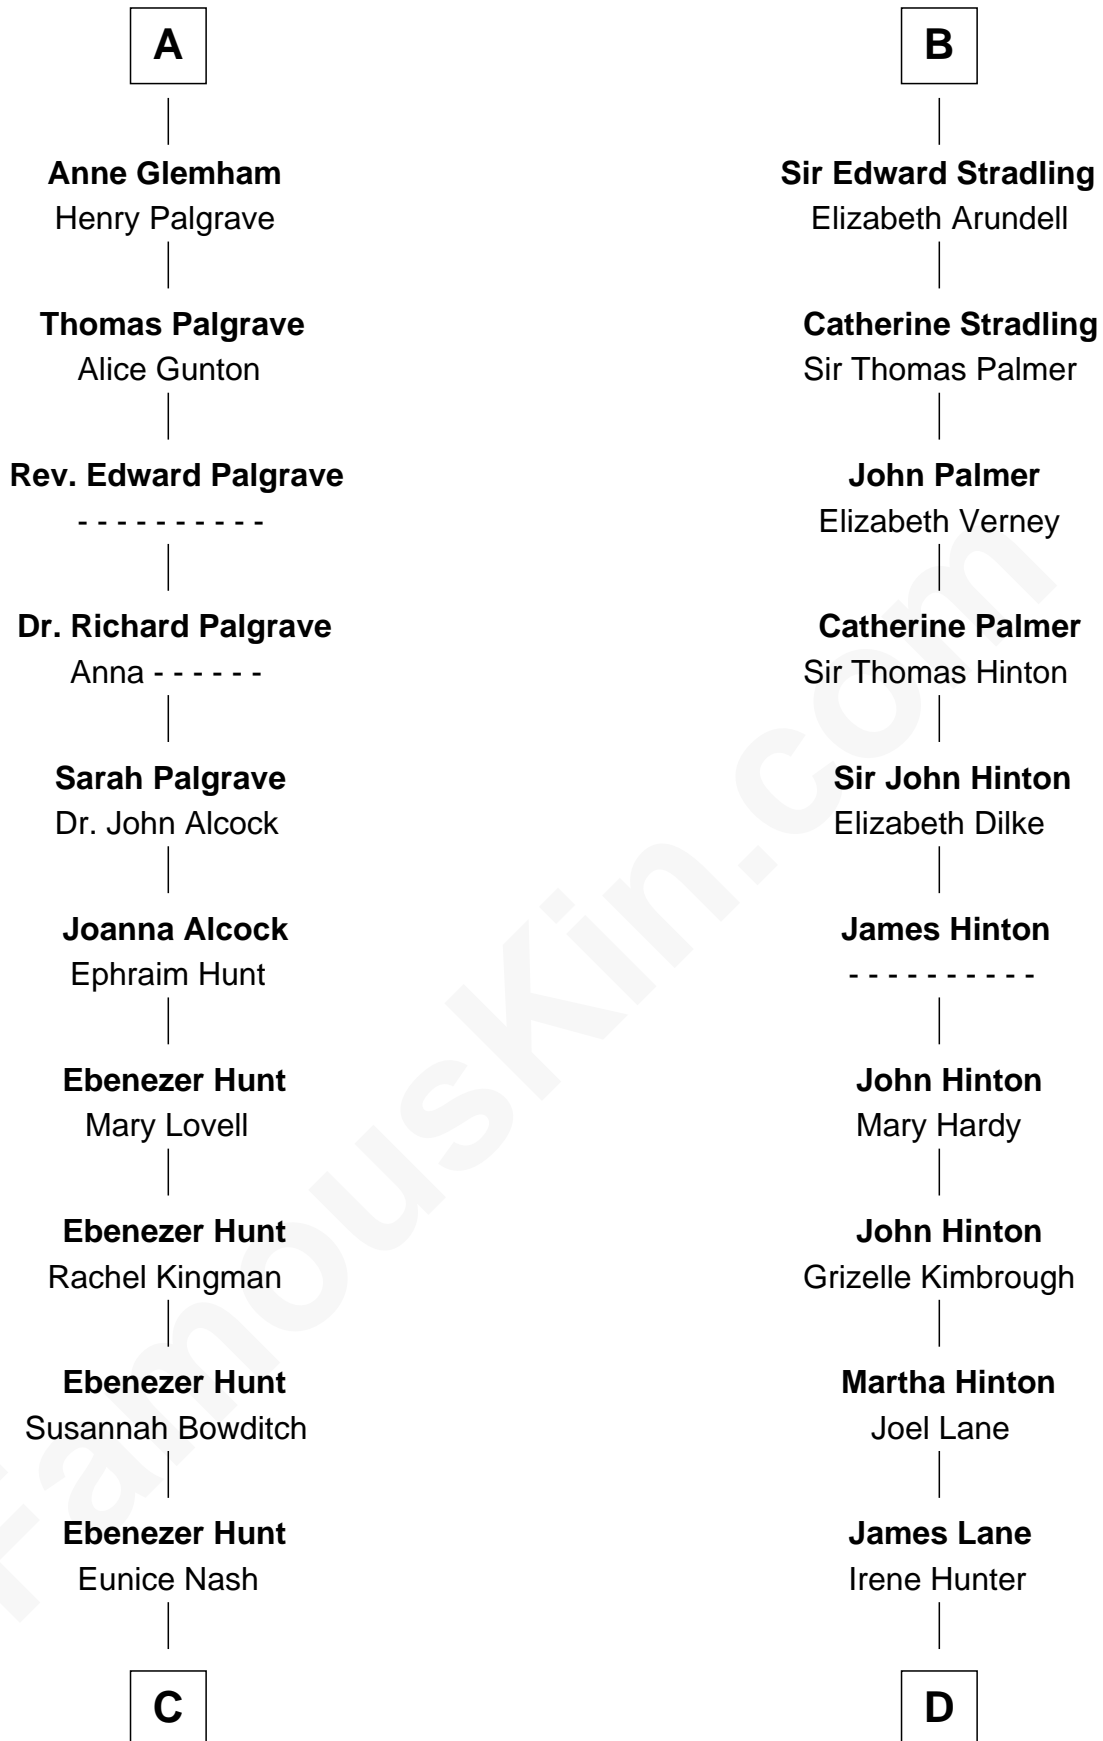 A
Anne Glemham
Henry Palgrave
Thomas Palgrave
Alice Gunton
Rev. Edward Palgrave
- - - - - - - - - -
Dr. Richard Palgrave
Anna - - - - - -
Sarah Palgrave
Dr. John Alcock
Joanna Alcock
Ephraim Hunt
Ebenezer Hunt
Mary Lovell
Ebenezer Hunt
Rachel Kingman
Ebenezer Hunt
Susannah Bowditch
Ebenezer Hunt
Eunice Nash
C
B
Sir Edward Stradling
Elizabeth Arundell
Catherine Stradling
Sir Thomas Palmer
John Palmer
Elizabeth Verney
Catherine Palmer
Sir Thomas Hinton
Sir John Hinton
Elizabeth Dilke
James Hinton
- - - - - - - - - -
John Hinton
Mary Hardy
John Hinton
Grizelle Kimbrough
Martha Hinton
Joel Lane
James Lane
Irene Hunter
D
FamousKin.com